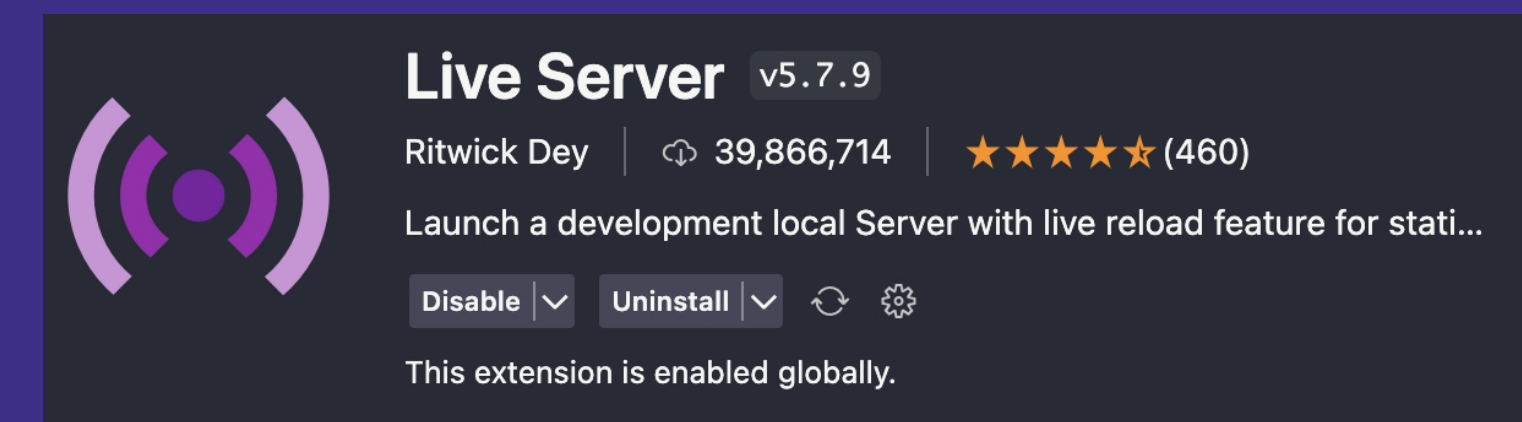 Live Server v5.7.9
Ritwick Dey 39,866,714 (460)
Launch a development local Server with live reload feature for stati...
Disable Uninstall
This extension is enabled globally.